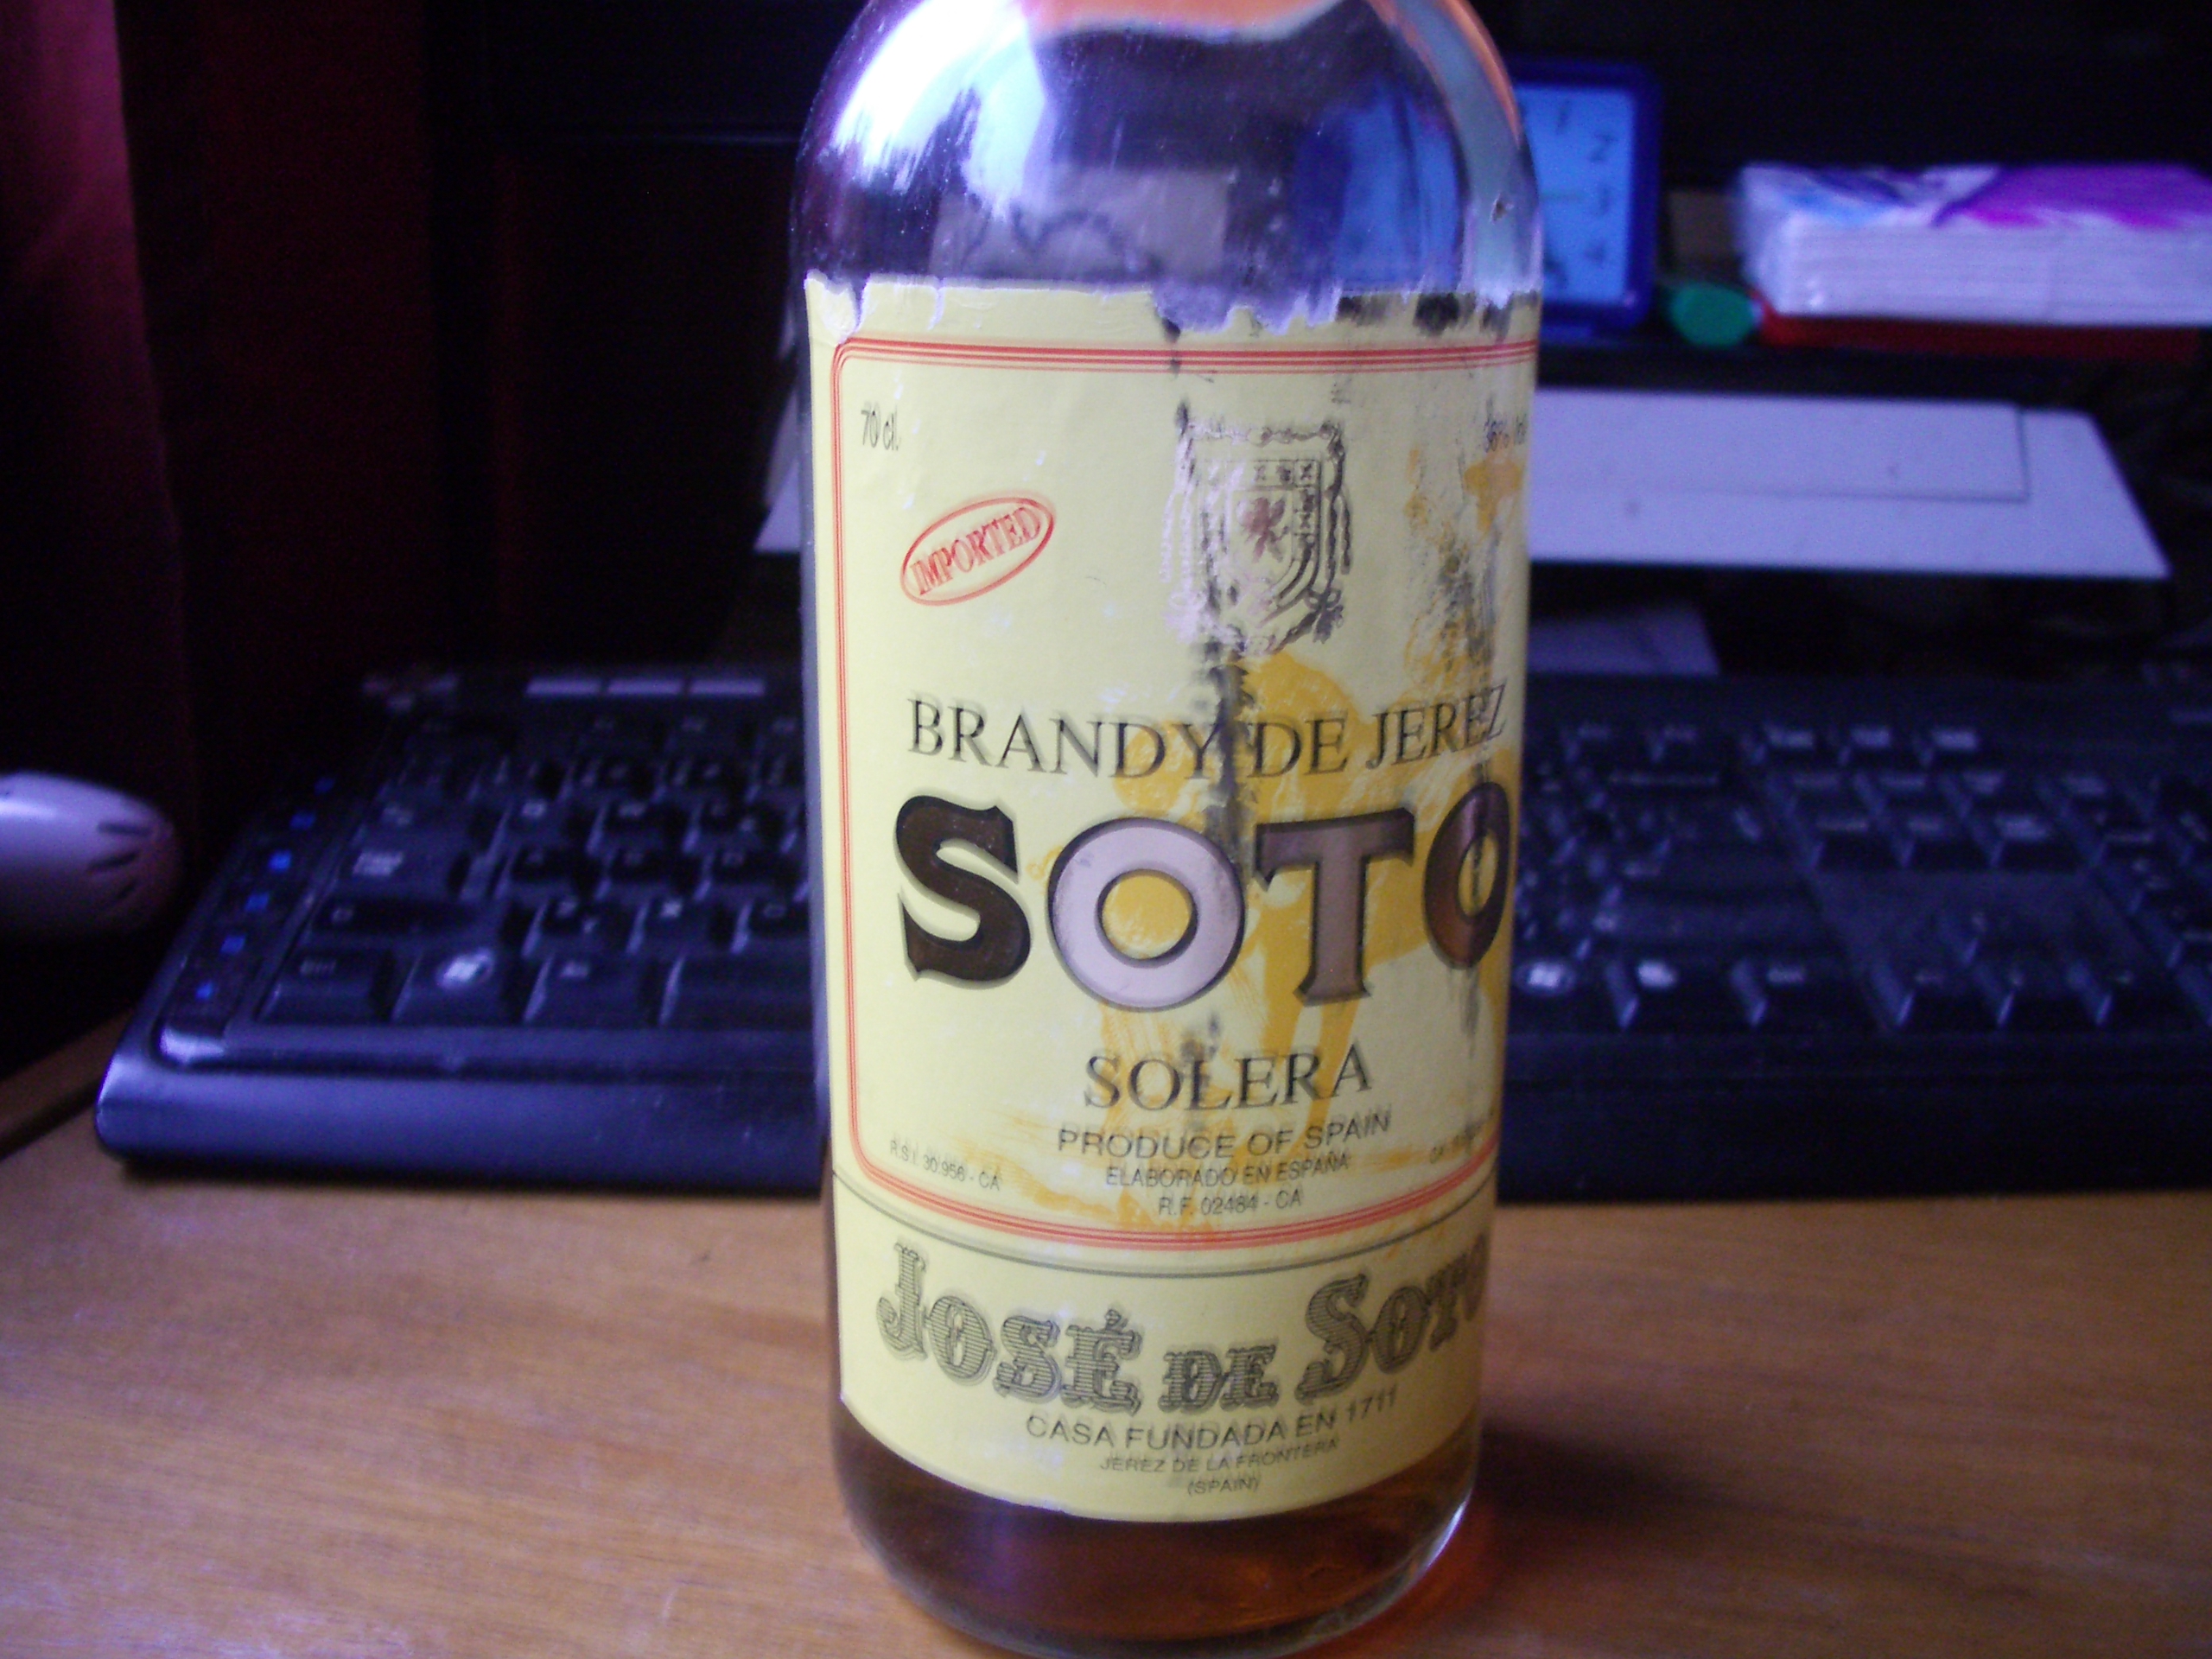 70 cl.
IMPORTED
BRANDY DE JEREZ
SOTO
SOLERA
PRODUCE OF SPAIN
R.S.I. 30.956 - CA
ELABORADO EN ESPAÑA
R.F. 02484 - CA
JOSÉ DE SOTO
CASA FUNDADA EN 1711
JEREZ DE LA FRONTERA
(SPAIN)